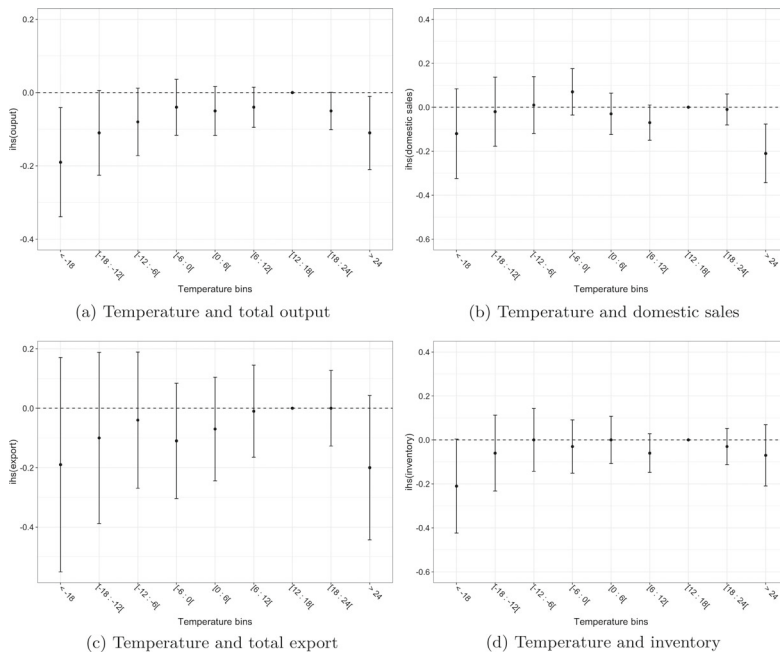 0.2
0.0
-0.2
-0.4
ihs(ouput)
< -18
[-18 : -12[
[-12 : -6[
[-6 : 0[
[0 : 6[
[6 : 12[
[12 : 18[
[18 : 24[
> 24
Temperature bins
(a) Temperature and total output
0.4
0.2
0.0
-0.2
-0.4
-0.6
ihs(domestic sales)
< -18
[-18 : -12[
[-12 : -6[
[-6 : 0[
[0 : 6[
[6 : 12[
[12 : 18[
[18 : 24[
> 24
Temperature bins
(b) Temperature and domestic sales
0.2
0.0
-0.2
-0.4
ihs(export)
< -18
[-18 : -12[
[-12 : -6[
[-6 : 0[
[0 : 6[
[6 : 12[
[12 : 18[
[18 : 24[
> 24
Temperature bins
(c) Temperature and total export
0.4
0.2
0.0
-0.2
-0.4
-0.6
ihs(inventory)
< -18
[-18 : -12[
[-12 : -6[
[-6 : 0[
[0 : 6[
[6 : 12[
[12 : 18[
[18 : 24[
> 24
Temperature bins
(d) Temperature and inventory